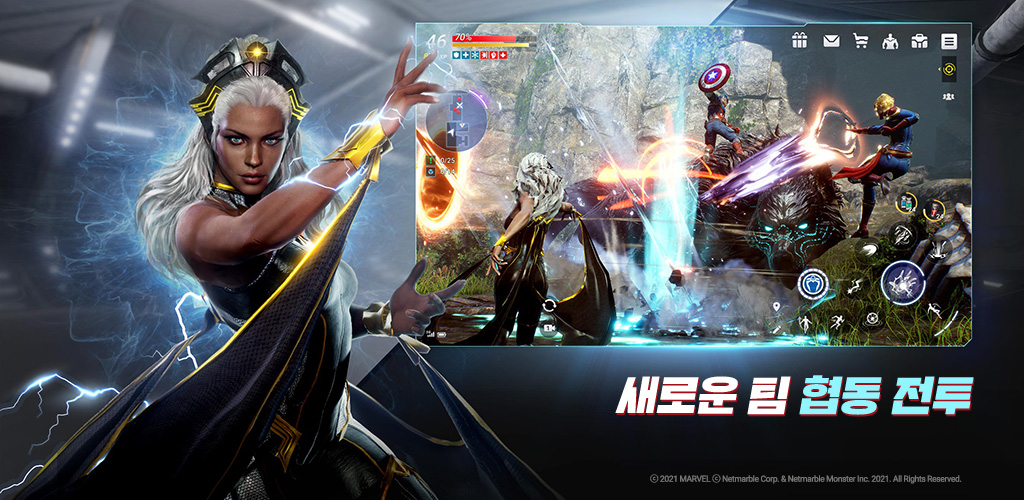 46
70%
새로운 팀 협동 전투
ⓒ 2021 MARVEL ⓒ Netmarble Corp. & Netmarble Monster Inc. 2021. All Rights Reserved.